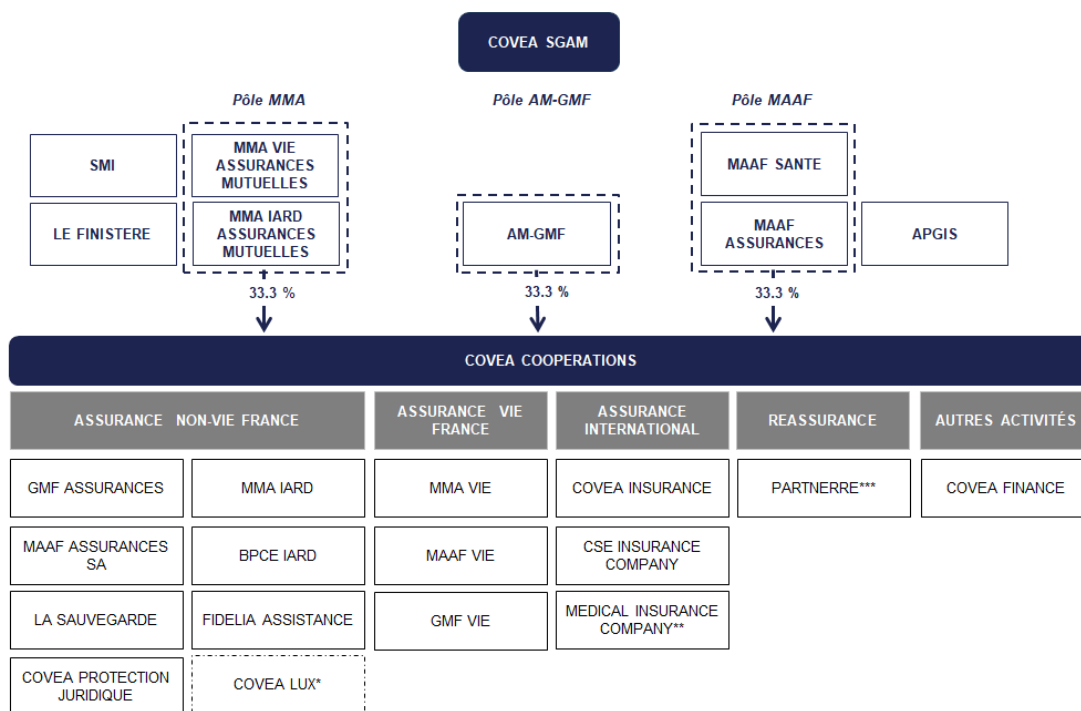 COVEA SGAM
Pôle MMA
Pôle AM-GMF
Pôle MAAF
SMI
MMA VIE
ASSURANCES
MUTUELLES
MAAF SANTE
LE FINISTERE
MMA IARD
ASSURANCES
MUTUELLES
AM-GMF
MAAF
ASSURANCES
APGIS
33.3 %
33.3 %
33.3 %
COVEA COOPERATIONS
ASSURANCE NON-VIE FRANCE
ASSURANCE VIE
FRANCE
ASSURANCE
INTERNATIONAL
REASSURANCE
AUTRES ACTIVITÉS
GMF ASSURANCES
MMA IARD
MMA VIE
COVEA INSURANCE
PARTNERRE***
COVEA FINANCE
MAAF ASSURANCES
SA
BPCE IARD
MAAF VIE
CSE INSURANCE
COMPANY
LA SAUVEGARDE
FIDELIA ASSISTANCE
GMF VIE
MEDICAL INSURANCE
COMPANY**
COVEA PROTECTION
JURIDIQUE
COVEA LUX*